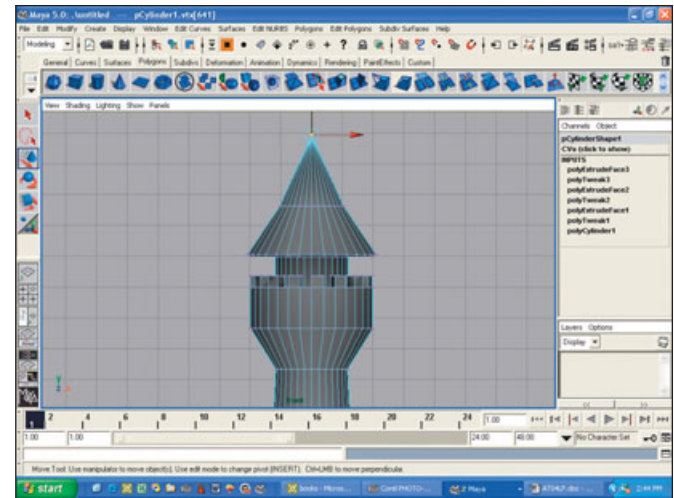 Maya 5.0: .\untitled --- pCylinder1.vtx[641]
File Edit Modify Create Display Window Edit Curves Surfaces Edit NURBS Polygons Edit Polygons Subdiv Surfaces Help
Modeling
General Curves Surfaces Polygons Subdivs Deformation Animation Dynamics Rendering PaintEffects Custom
View Shading Lighting Show Panels
Channels Object
pCylinderShape1
CVs (click to show)
INPUTS
polyExtrudeFace3
polyTweak3
polyExtrudeFace2
polyTweak2
polyExtrudeFace1
polyTweak1
polyCylinder1
Layers Options
Display
2 4 6 8 10 12 14 16 18 20 22 24
1
1.00
1.00 1.00 24.00 48.00 No Character Set
Move Tool: Use manipulator to move object(s). Use edit mode to change pivot (INSERT). Ctrl+LMB to move perpendicular.
start books 2 Maya 2:44 PM